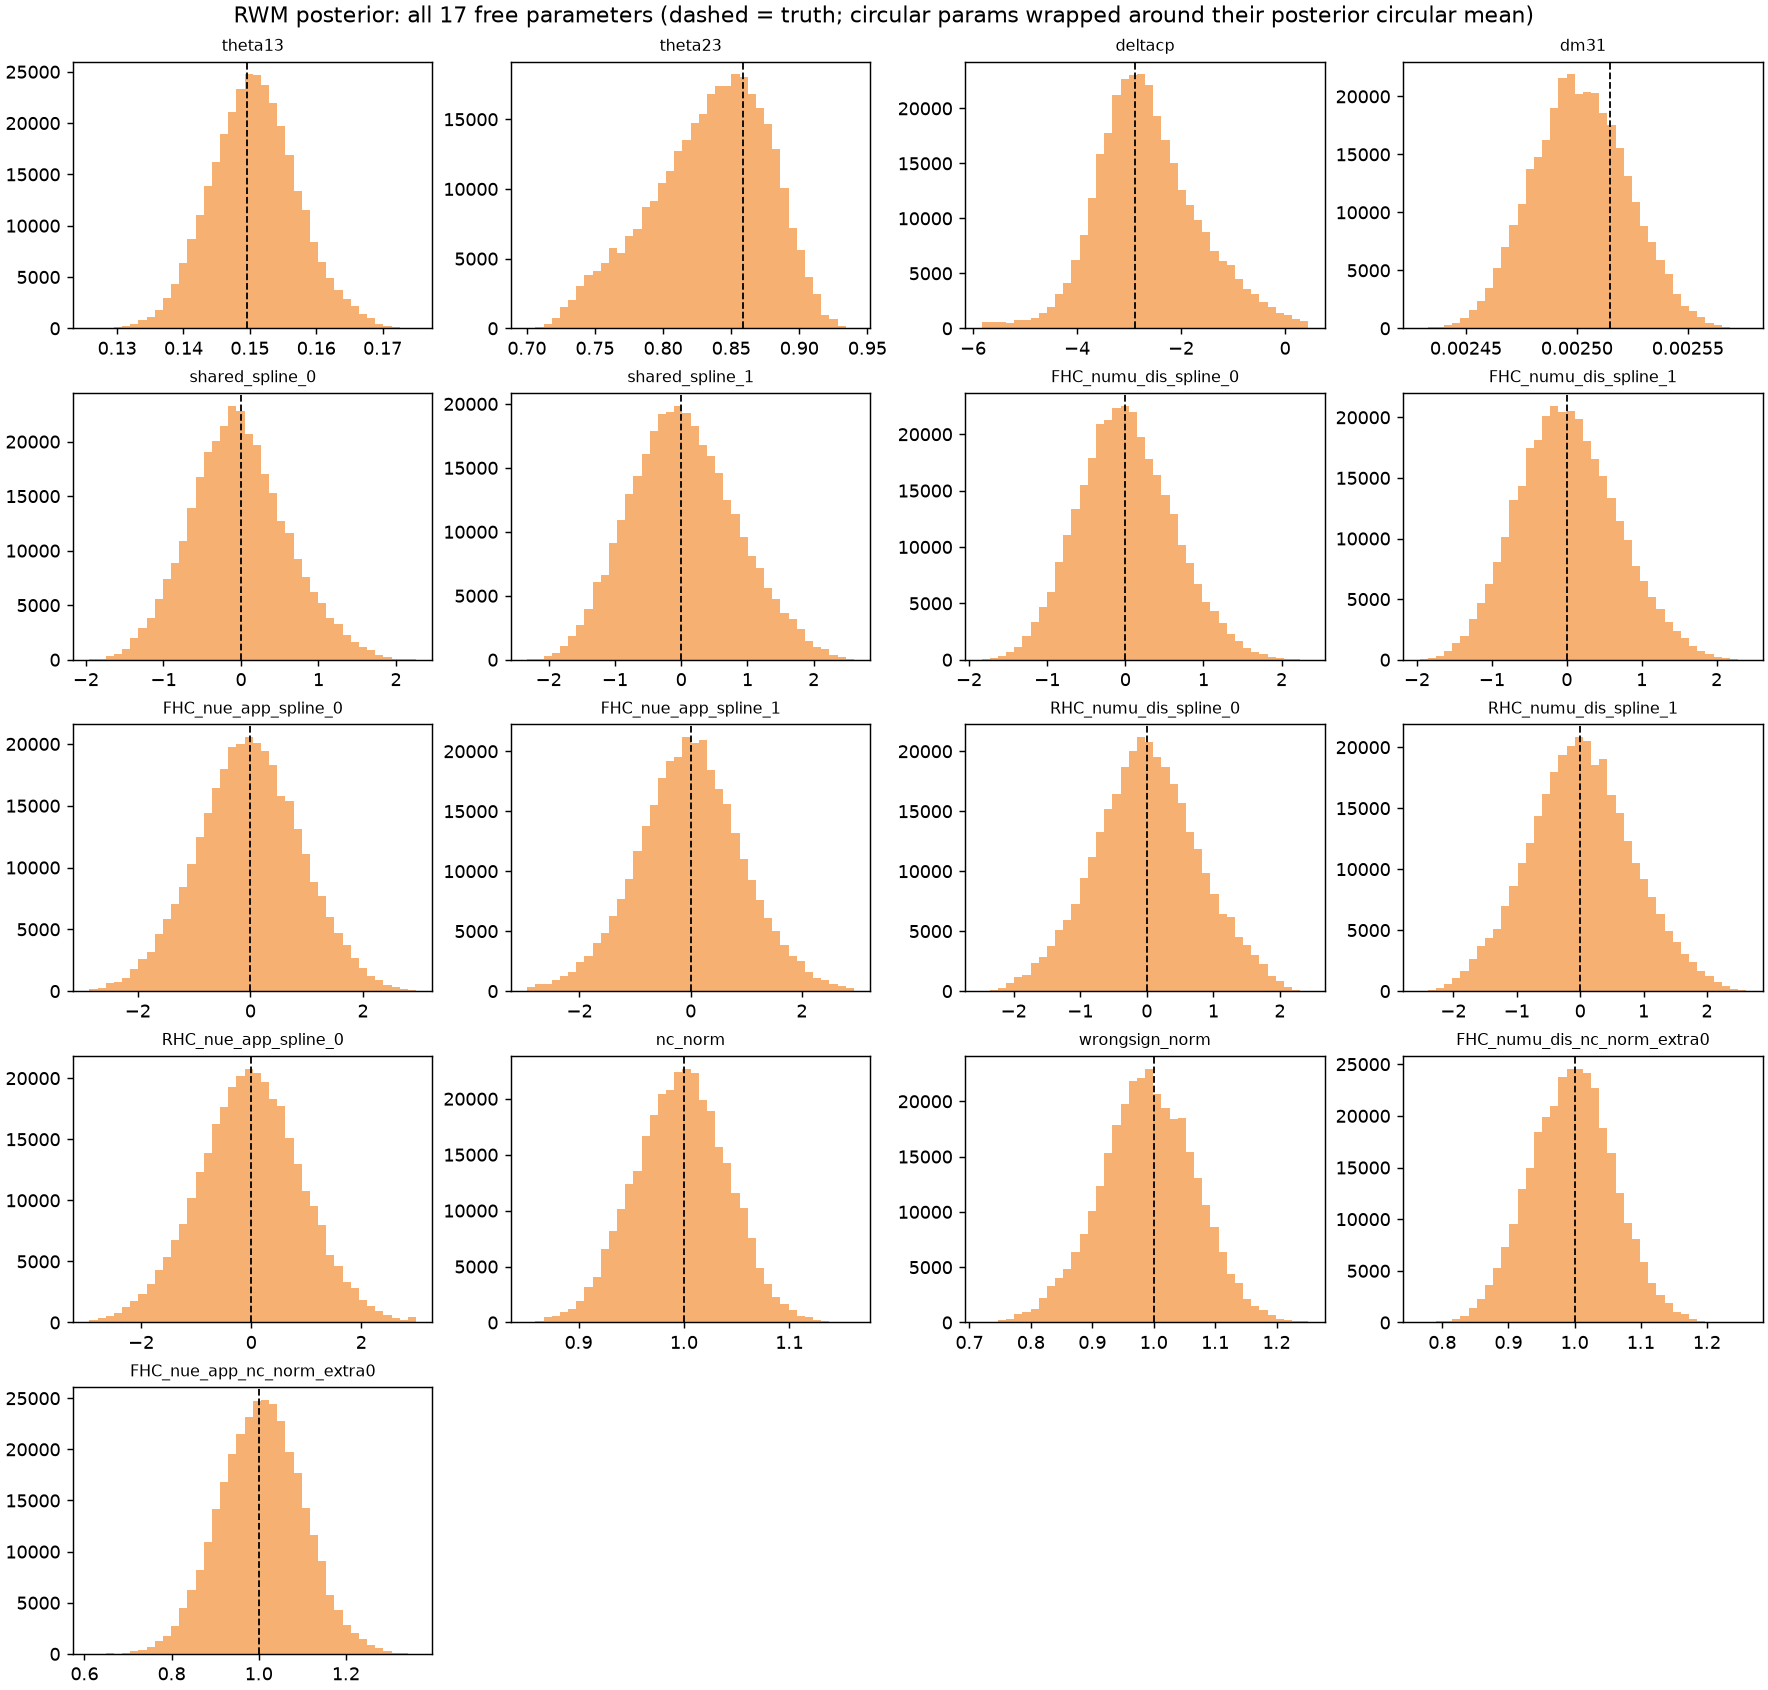 RWM posterior: all 17 free parameters (dashed = truth; circular params wrapped around their posterior circular mean)
theta13
25000
20000
15000
10000
5000
0
0.13 0.14 0.15 0.16 0.17
theta23
15000
10000
5000
0
0.70 0.75 0.80 0.85 0.90 0.95
deltacp
20000
15000
10000
5000
0
−6 −4 −2 0
dm31
20000
15000
10000
5000
0
0.00245 0.00250 0.00255
shared_spline_0
20000
15000
10000
5000
0
−2 −1 0 1 2
shared_spline_1
20000
15000
10000
5000
0
−2 −1 0 1 2
FHC_numu_dis_spline_0
20000
15000
10000
5000
0
−2 −1 0 1 2
FHC_numu_dis_spline_1
20000
15000
10000
5000
0
−2 −1 0 1 2
FHC_nue_app_spline_0
20000
15000
10000
5000
0
−2 0 2
FHC_nue_app_spline_1
20000
15000
10000
5000
0
−2 0 2
RHC_numu_dis_spline_0
20000
15000
10000
5000
0
−2 −1 0 1 2
RHC_numu_dis_spline_1
20000
15000
10000
5000
0
−2 −1 0 1 2
RHC_nue_app_spline_0
20000
15000
10000
5000
0
−2 0 2
nc_norm
20000
15000
10000
5000
0
0.9 1.0 1.1
wrongsign_norm
20000
15000
10000
5000
0
0.7 0.8 0.9 1.0 1.1 1.2
FHC_numu_dis_nc_norm_extra0
25000
20000
15000
10000
5000
0
0.8 0.9 1.0 1.1 1.2
FHC_nue_app_nc_norm_extra0
25000
20000
15000
10000
5000
0
0.6 0.8 1.0 1.2